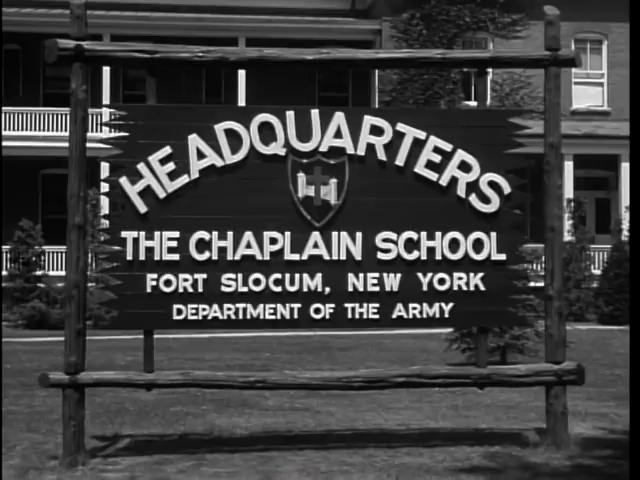 HEADQUARTERS
THE CHAPLAIN SCHOOL
FORT SLOCUM, NEW YORK
DEPARTMENT OF THE ARMY